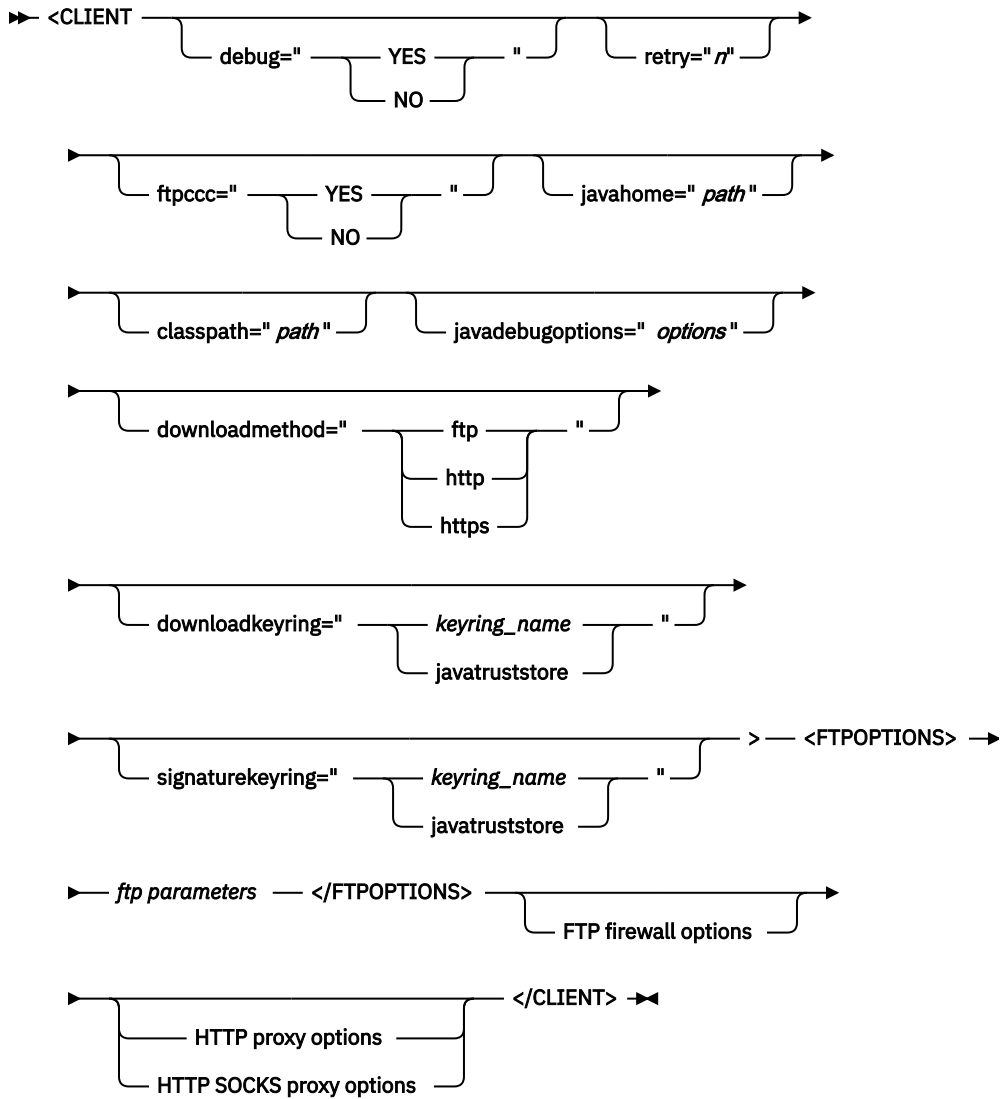 <CLIENT
debug=" YES " retry="n"
NO
ftpccc=" YES " javahome="path"
NO
classpath="path" javadebugoptions="options"
downloadmethod=" ftp "
http
https
downloadkeyring=" keyring_name "
javatruststore
> <FTPOPTIONS>
signaturekeyring=" keyring_name "
javatruststore
ftp parameters </FTPOPTIONS>
FTP firewall options
</CLIENT>
HTTP proxy options
HTTP SOCKS proxy options